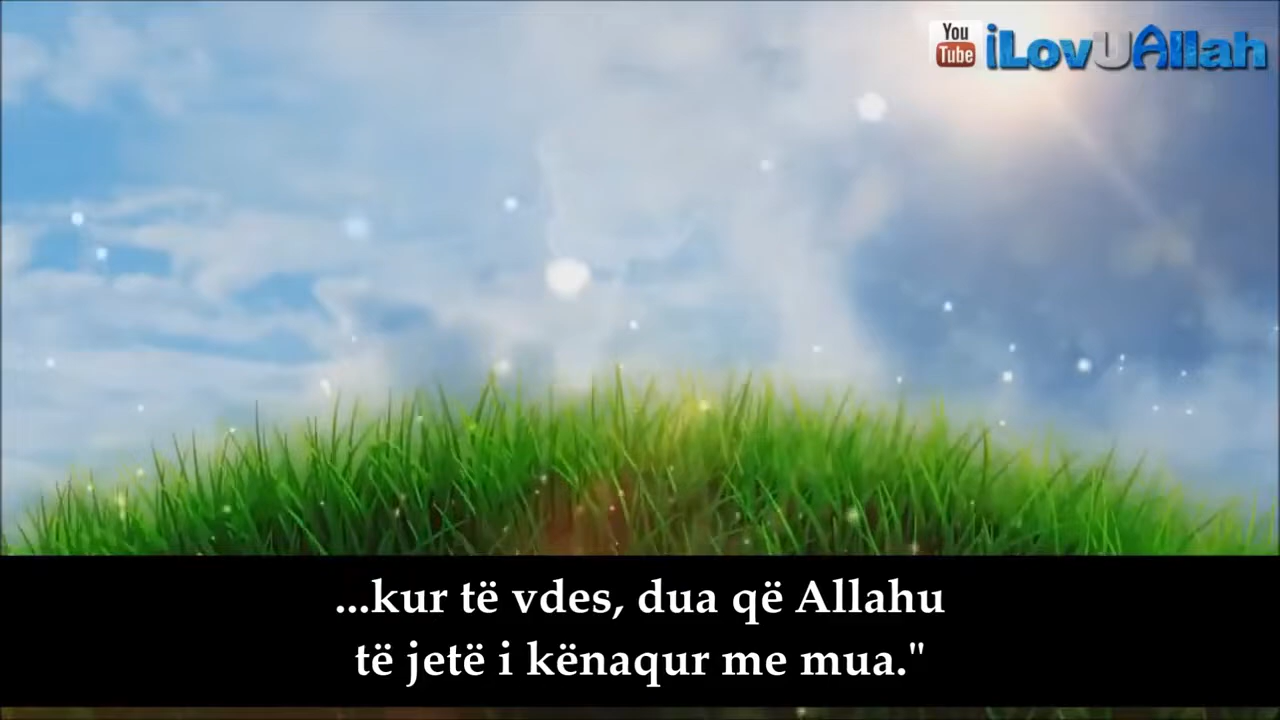 You
Tube
iLovUAllah
...kur të vdes, dua që Allahu
të jetë i kënaqur me mua."